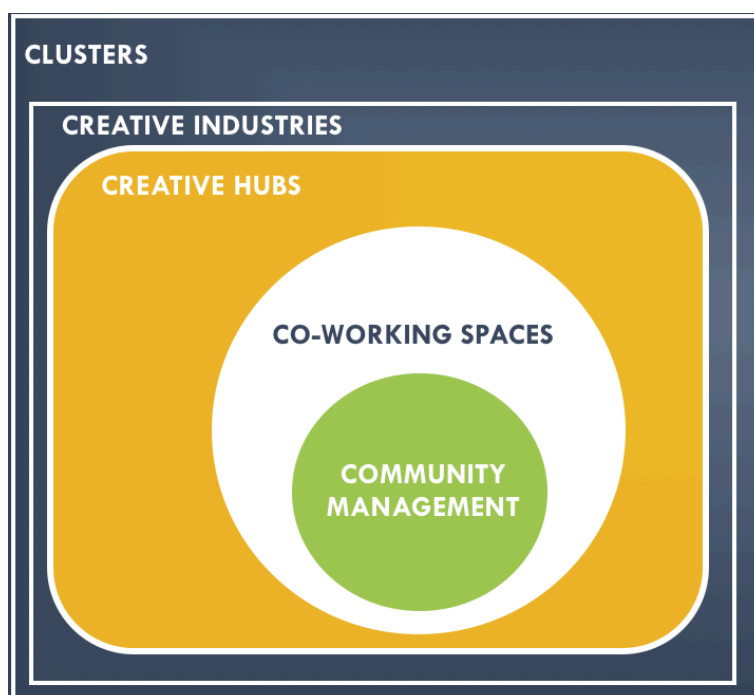 CLUSTERS
CREATIVE INDUSTRIES
CREATIVE HUBS
CO-WORKING SPACES
COMMUNITY
MANAGEMENT